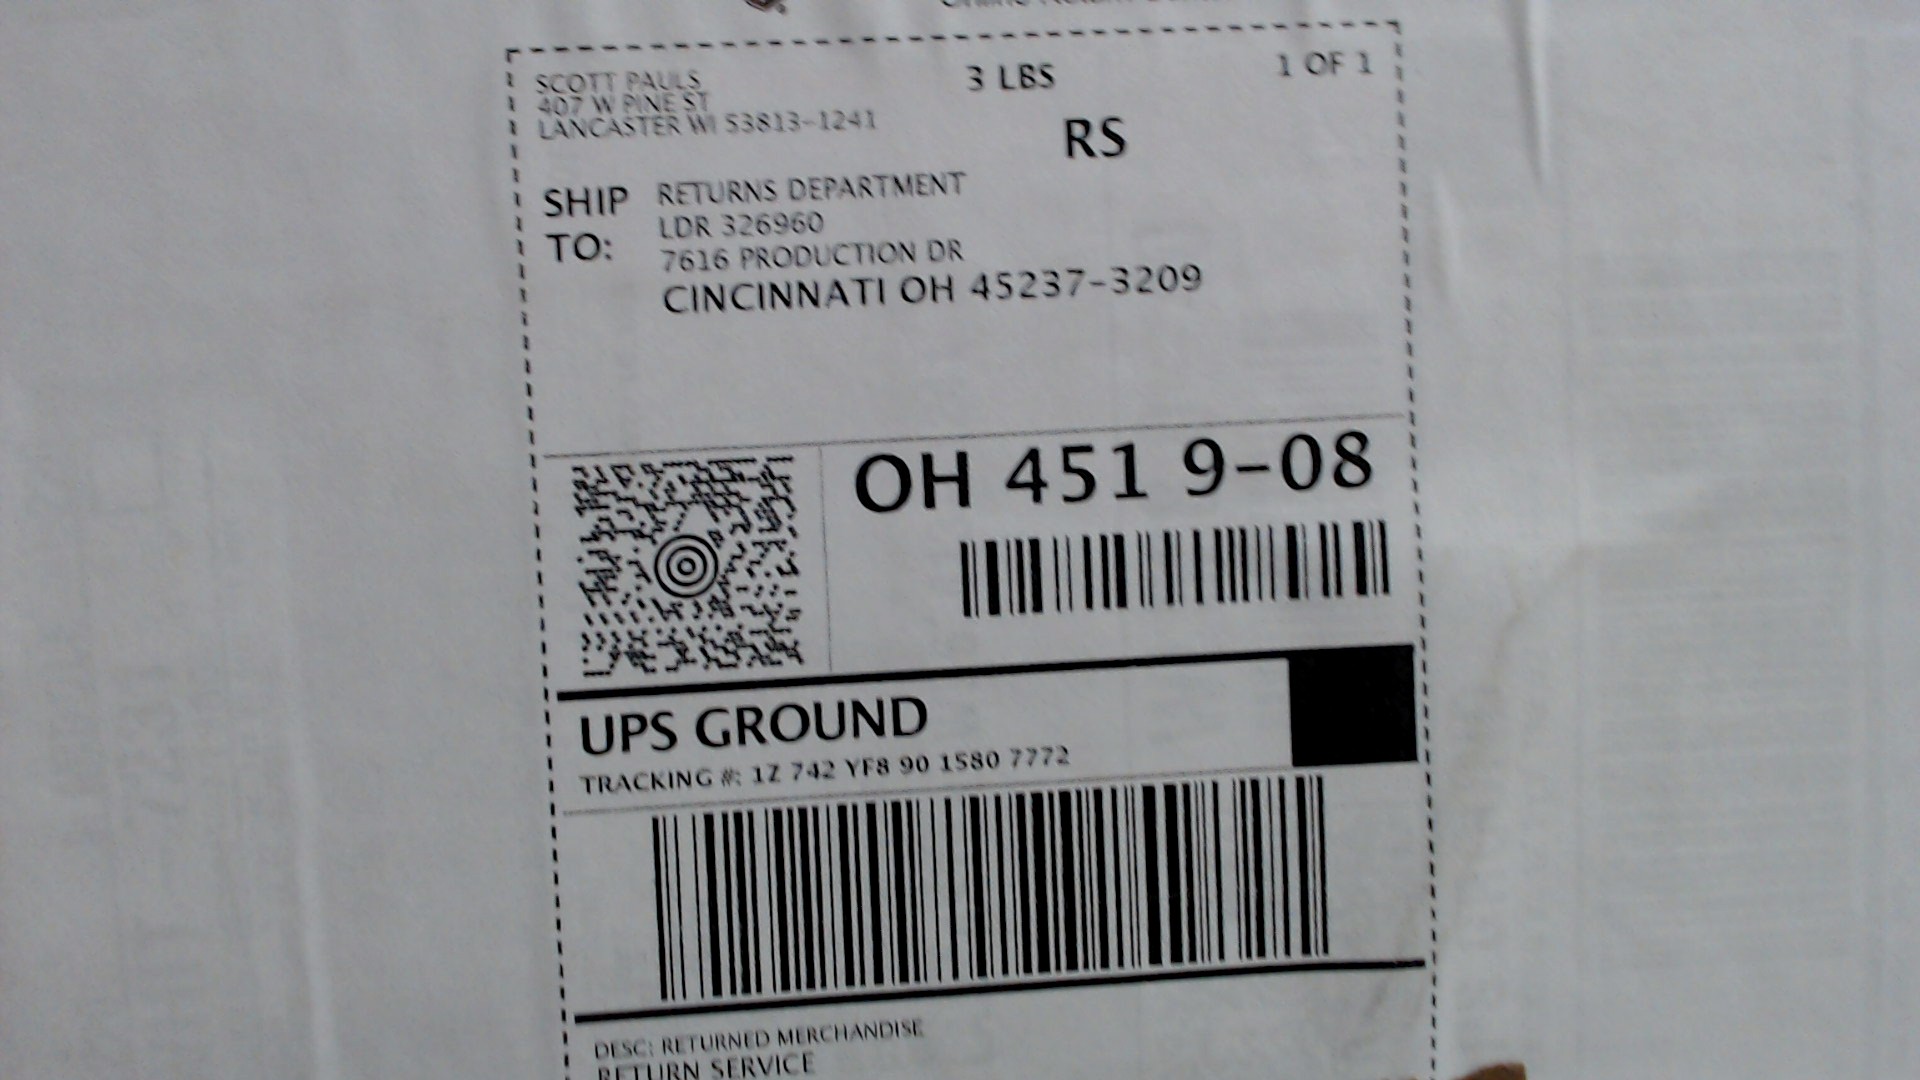 SCOTT PAULS
407 W PINE ST
LANCASTER WI 53813-1241
3 LBS
1 OF 1
RS
SHIP TO:
RETURNS DEPARTMENT
LDR 326960
7616 PRODUCTION DR
CINCINNATI OH 45237-3209
OH 451 9-08
UPS GROUND
TRACKING #: 1Z 742 YF8 90 1580 7772
DESC: RETURNED MERCHANDISE
RETURN SERVICE